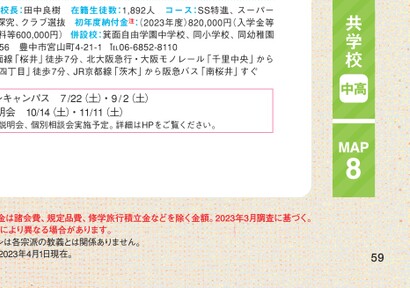 校長：田中良樹　在籍生徒数：1,892人　コース：SS特進、スーパー
探究、クラブ選抜　初年度納付金注：(2023年度)820,000円(入学金等
料等600,000円)　併設校：箕面自由学園中学校、同小学校、同幼稚園
56　豊中市宮山町4-21-1　℡06-6852-8110
面線「桜井」徒歩7分、北大阪急行・大阪モノレール「千里中央」から
四丁目」徒歩7分、JR京都線「茨木」から阪急バス「南桜井」すぐ
ンキャンパス　7/22(土)・9/2(土)
明会　10/14(土)・11/11(土)
説明会、個別相談会実施予定。詳細はHPをご覧ください。
共学校
中高
MAP
8
金は諸会費、規定品費、修学旅行積立金などを除く金額。2023年3月調査に基づく。
により異なる場合があります。
ンは各宗派の教義とは関係ありません。
2023年4月1日現在。
59